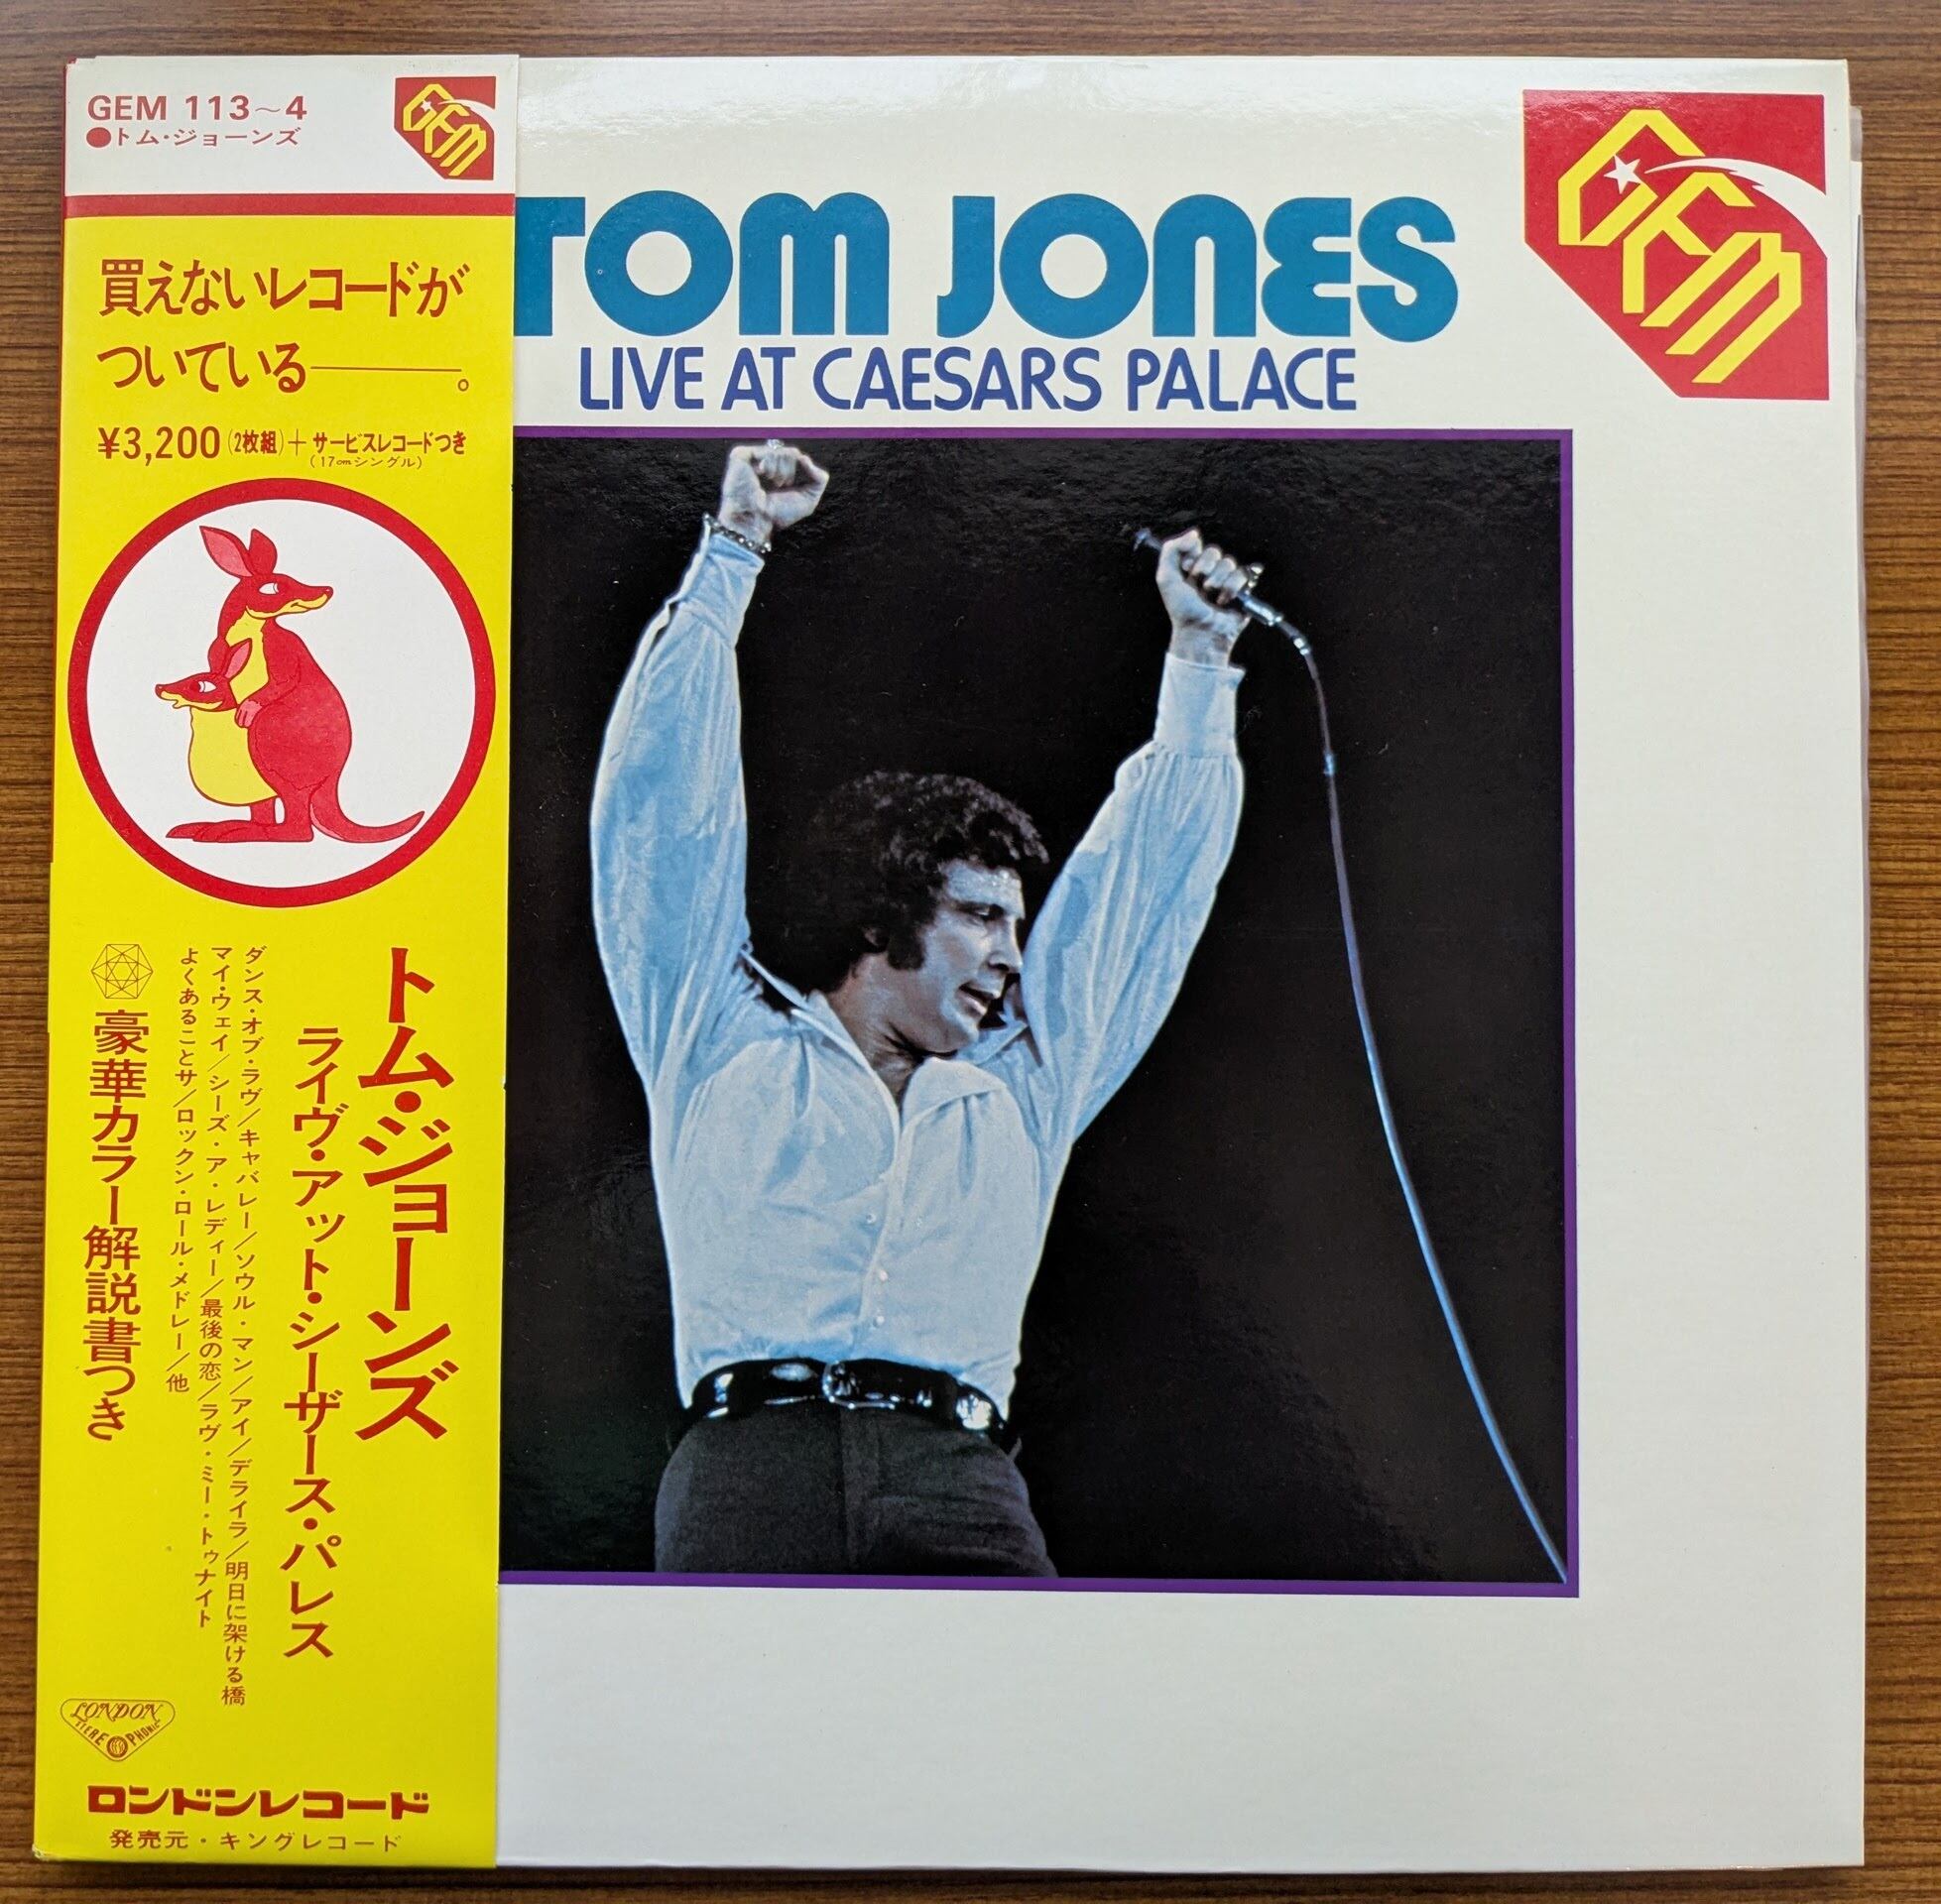 GEM 113〜4
●トム・ジョーンズ
GEM
買えないレコードが
ついている───。
¥3,200(2枚組)+サービスレコードつき
(17cmシングル)
トム・ジョーンズ
ライヴ・アット・シーザース・パレス
ダンス・オブ・ラヴ/キャバレー/ソウル・マン/アイ/デライラ/明日に架ける橋
マイ・ウェイ/シーズ・ア・レディー/最後の恋/ラヴ・ミー・トゥナイト
よくあることサ/ロックン・ロール・メドレー/他
豪華カラー解説書つき
LONDON
STEREOPHONIC
ロンドンレコード
発売元・キングレコード
TOM JONES
LIVE AT CAESARS PALACE
GEM